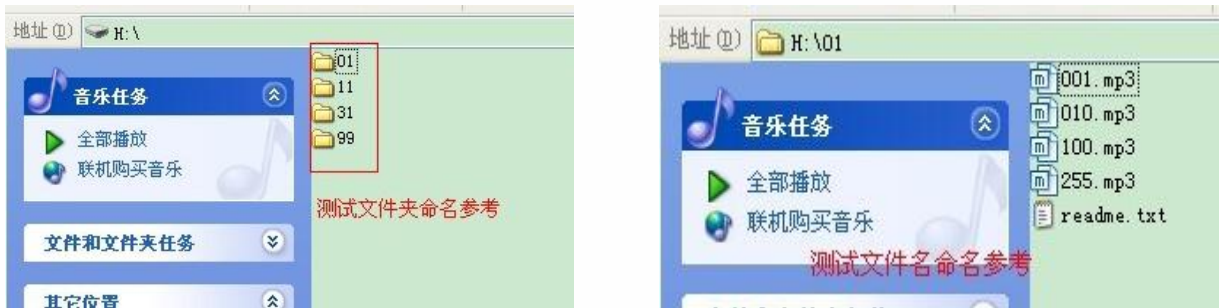 地址(D) H:\
音乐任务
全部播放
联机购买音乐
文件和文件夹任务
其它位置
01
11
31
99
测试文件夹命名参考
地址(D) H:\01
音乐任务
全部播放
联机购买音乐
001.mp3
010.mp3
100.mp3
255.mp3
readme.txt
测试文件名命名参考